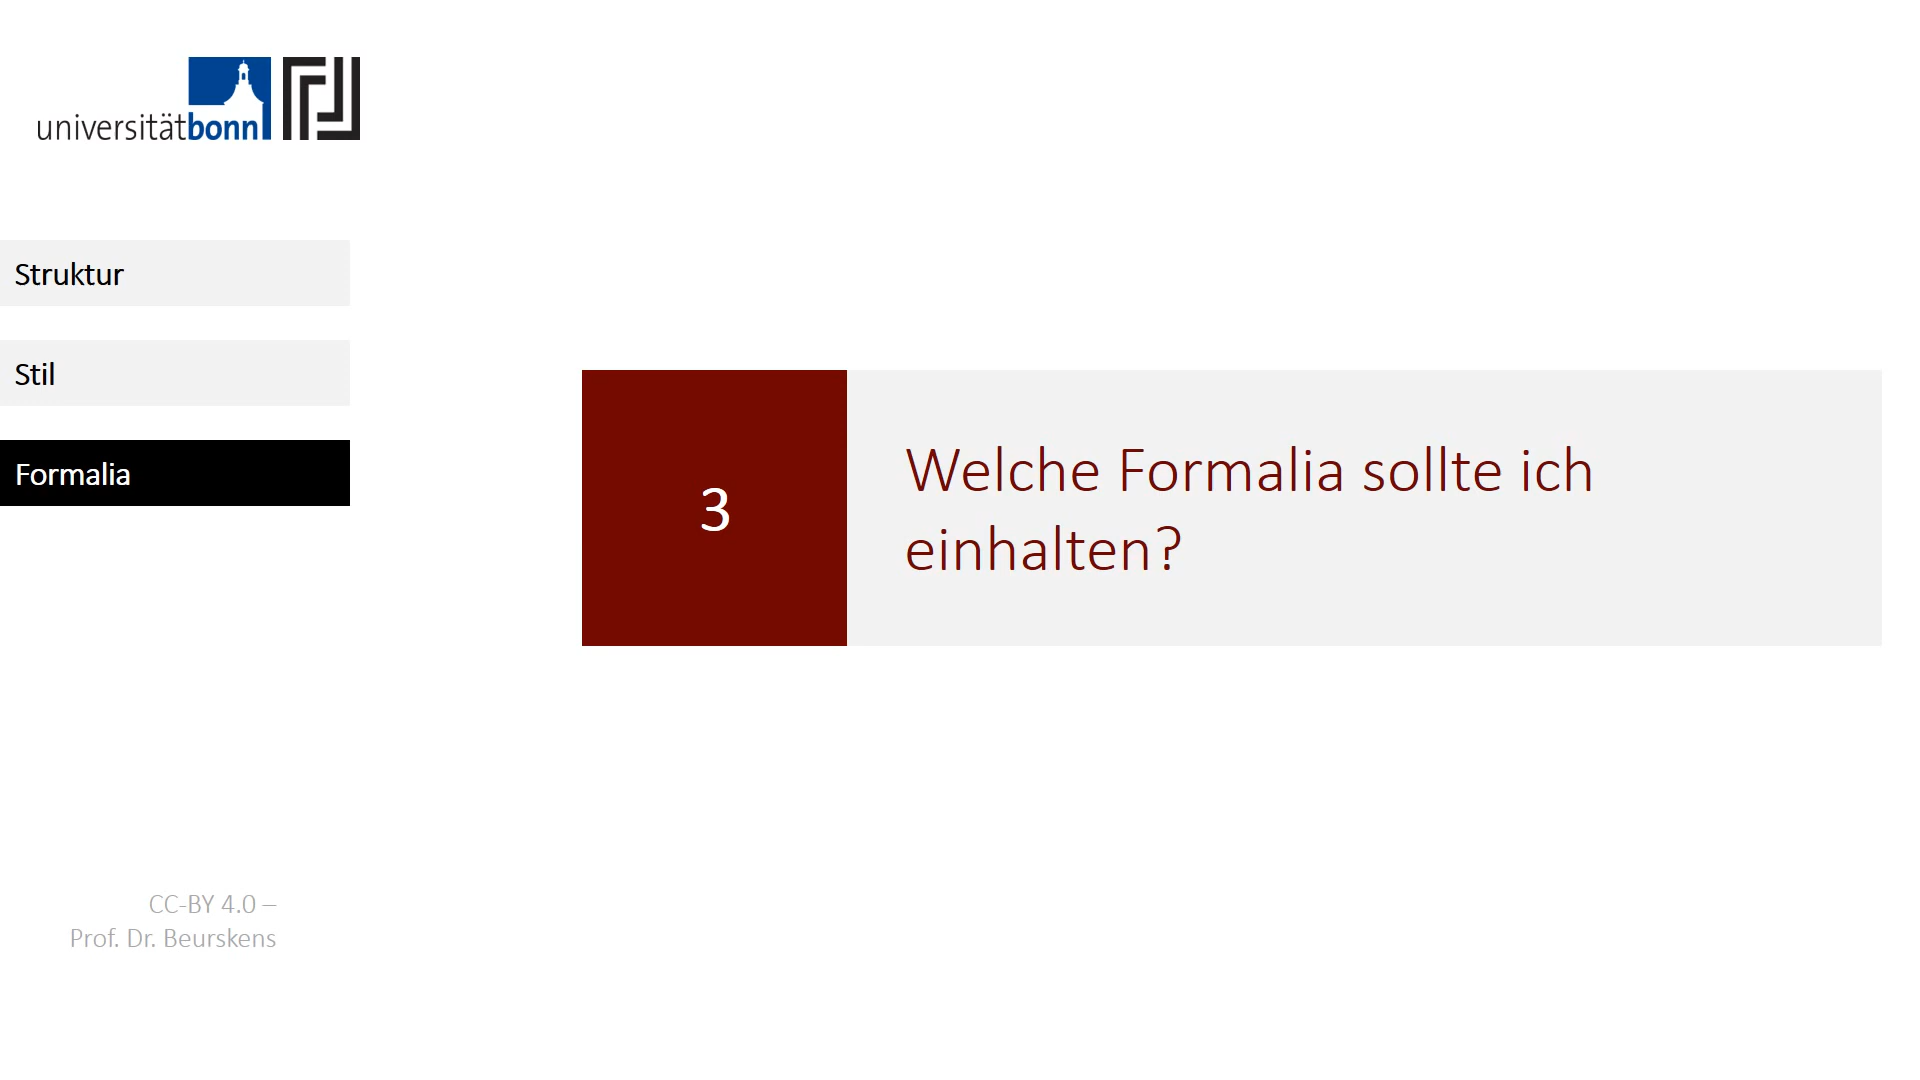 universitätbonn
Struktur
Stil
Formalia
3
Welche Formalia sollte ich
einhalten?
CC-BY 4.0 –
Prof. Dr. Beurskens